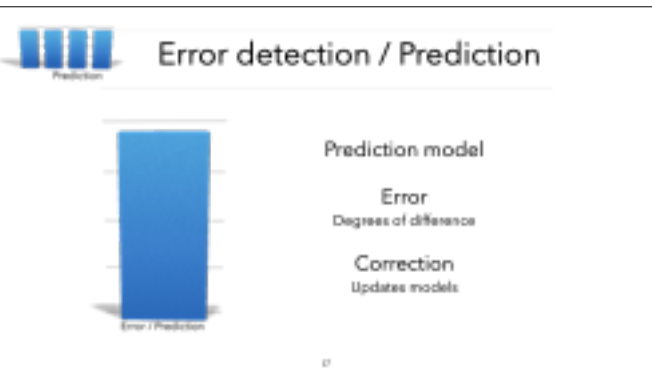 Error detection / Prediction
Prediction
Prediction model
Error
Degrees of difference
Correction
Updates models
Error / Prediction